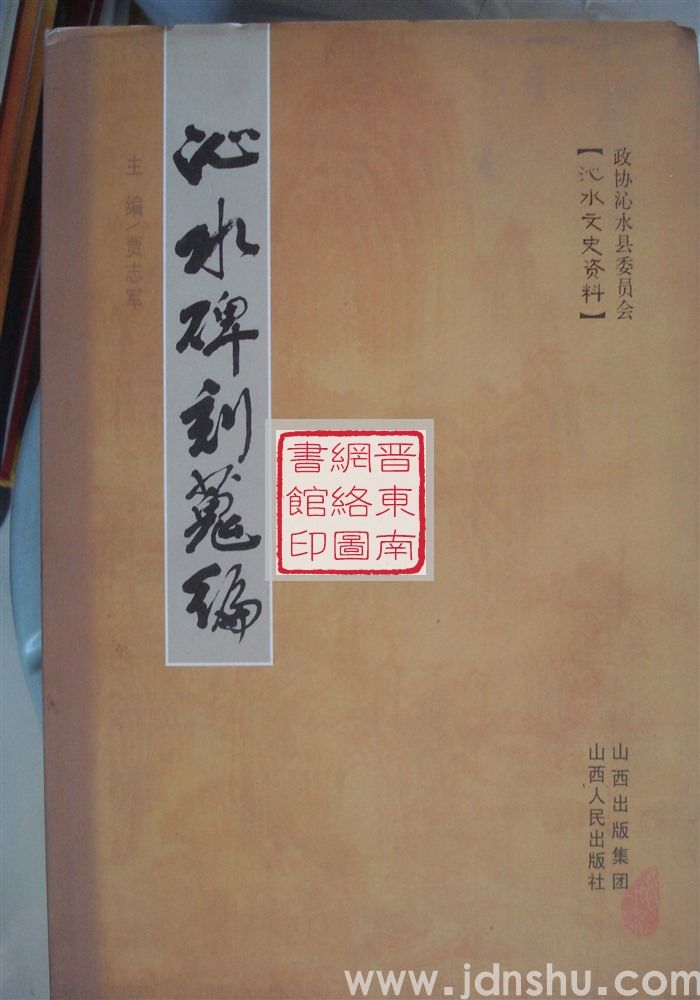 政协沁水县委员会
【沁水文史资料】
沁水碑刻蒐编
主 编／贾志军
晋東南
網絡圖
書館印
山西出版集团
山西人民出版社
www.jdnshu.com